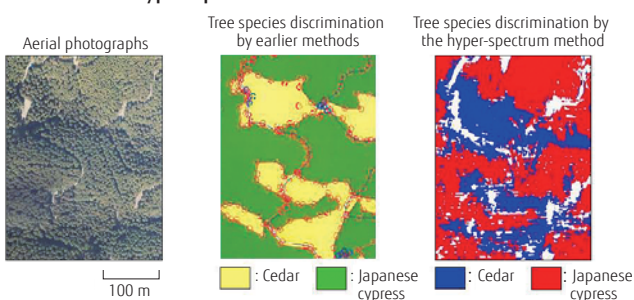 Aerial photographs
Tree species discrimination
by earlier methods
Tree species discrimination by
the hyper-spectrum method
100 m
: Cedar
: Japanese
cypress
: Cedar
: Japanese
cypress